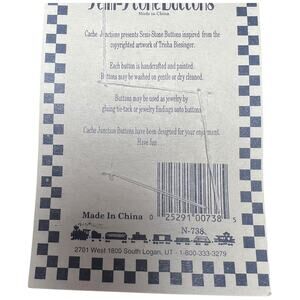 Semi-Stone Buttons
Made in China
Cache Junctions presents Semi-Stone Buttons inspired from the
copyrighted artwork of Trisha Biesinger.
Each button is handcrafted and painted.
Buttons may be washed on gentle or dry cleaned.
Buttons may be used as jewelry by
gluing tie-tack or jewelry findings onto buttons.
Cache Junction Buttons have been designed for your enjoyment.
Have fun
Made In China
0 25291 00738 5
N-738
2701 West 1800 South Logan, UT - 1-800-333-3279